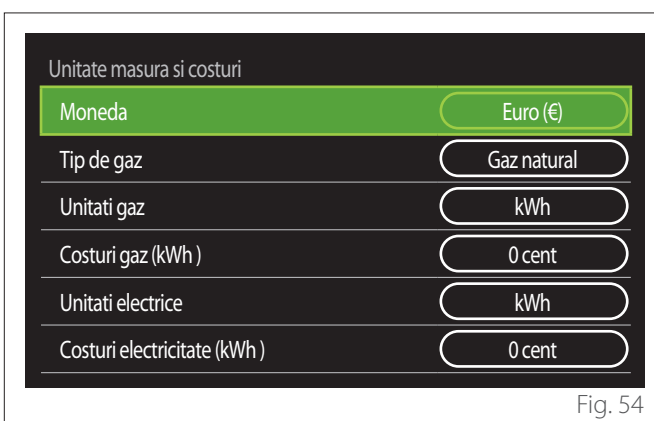 Unitate masura si costuri
Moneda Euro (€)
Tip de gaz Gaz natural
Unitati gaz kWh
Costuri gaz (kWh ) 0 cent
Unitati electrice kWh
Costuri electricitate (kWh ) 0 cent
Fig. 54